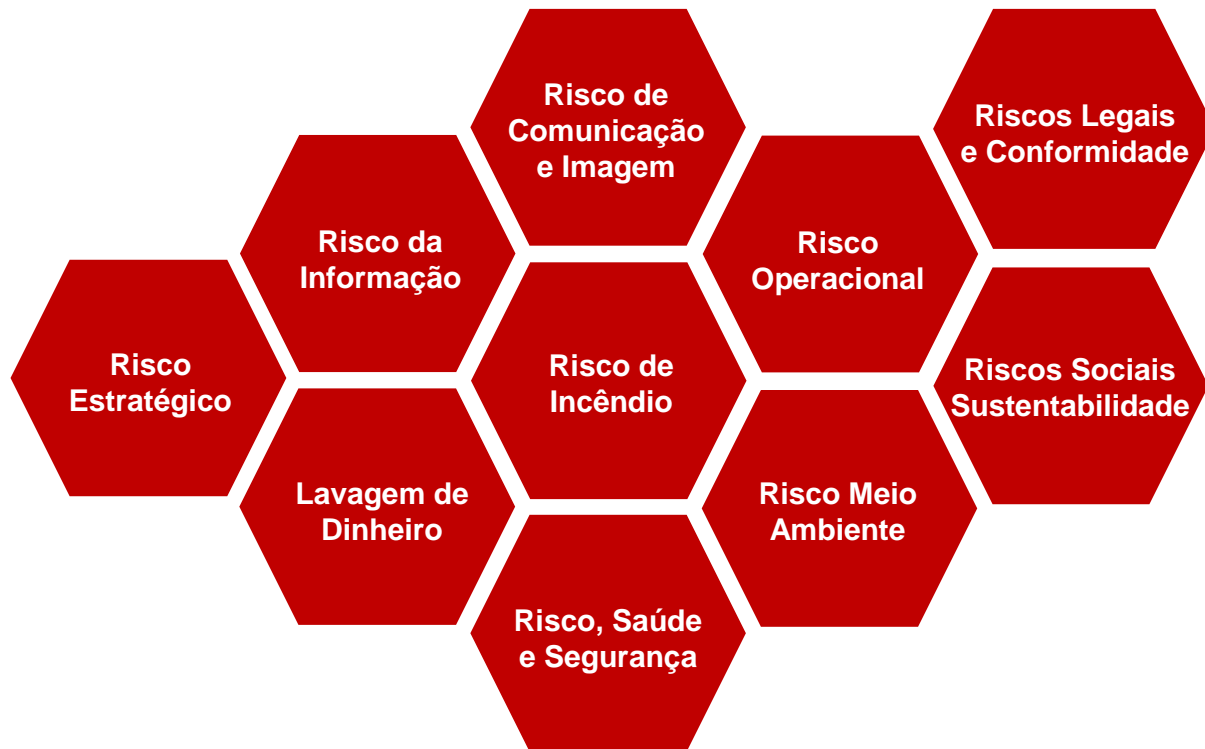 Risco de
Comunicação
e Imagem
Riscos Legais
e Conformidade
Risco da
Informação
Risco
Operacional
Risco
Estratégico
Risco de
Incêndio
Riscos Sociais
Sustentabilidade
Lavagem de
Dinheiro
Risco Meio
Ambiente
Risco, Saúde
e Segurança